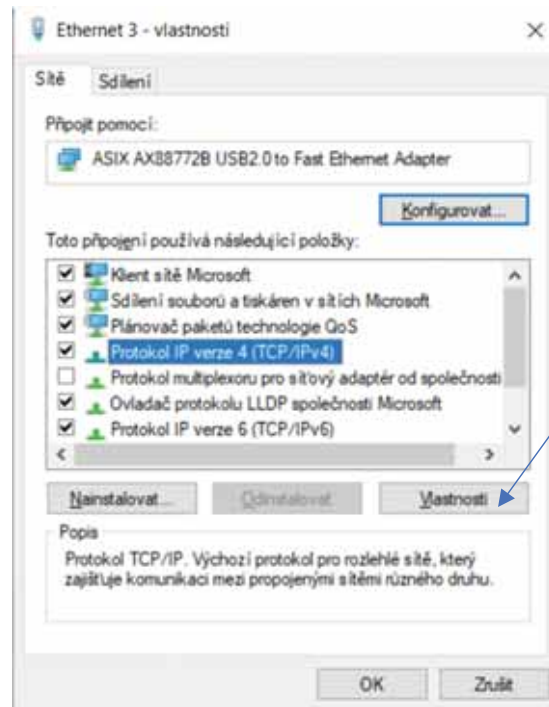 Ethernet 3 - vlastnosti
Sítě Sdílení
Připojit pomocí:
ASIX AX88772B USB2.0 to Fast Ethernet Adapter
Konfigurovat...
Toto připojení používá následující položky:
Klient sítě Microsoft
Sdílení souborů a tiskáren v sítích Microsoft
Plánovač paketů technologie QoS
Protokol IP verze 4 (TCP/IPv4)
Protokol multiplexoru pro síťový adaptér od společnosti
Ovladač protokolu LLDP společnosti Microsoft
Protokol IP verze 6 (TCP/IPv6)
Nainstalovat... Odinstalovat Vlastnosti
Popis
Protokol TCP/IP. Výchozí protokol pro rozlehlé sítě, který
zajišťuje komunikaci mezi propojenými sítěmi různého druhu.
OK Zrušit